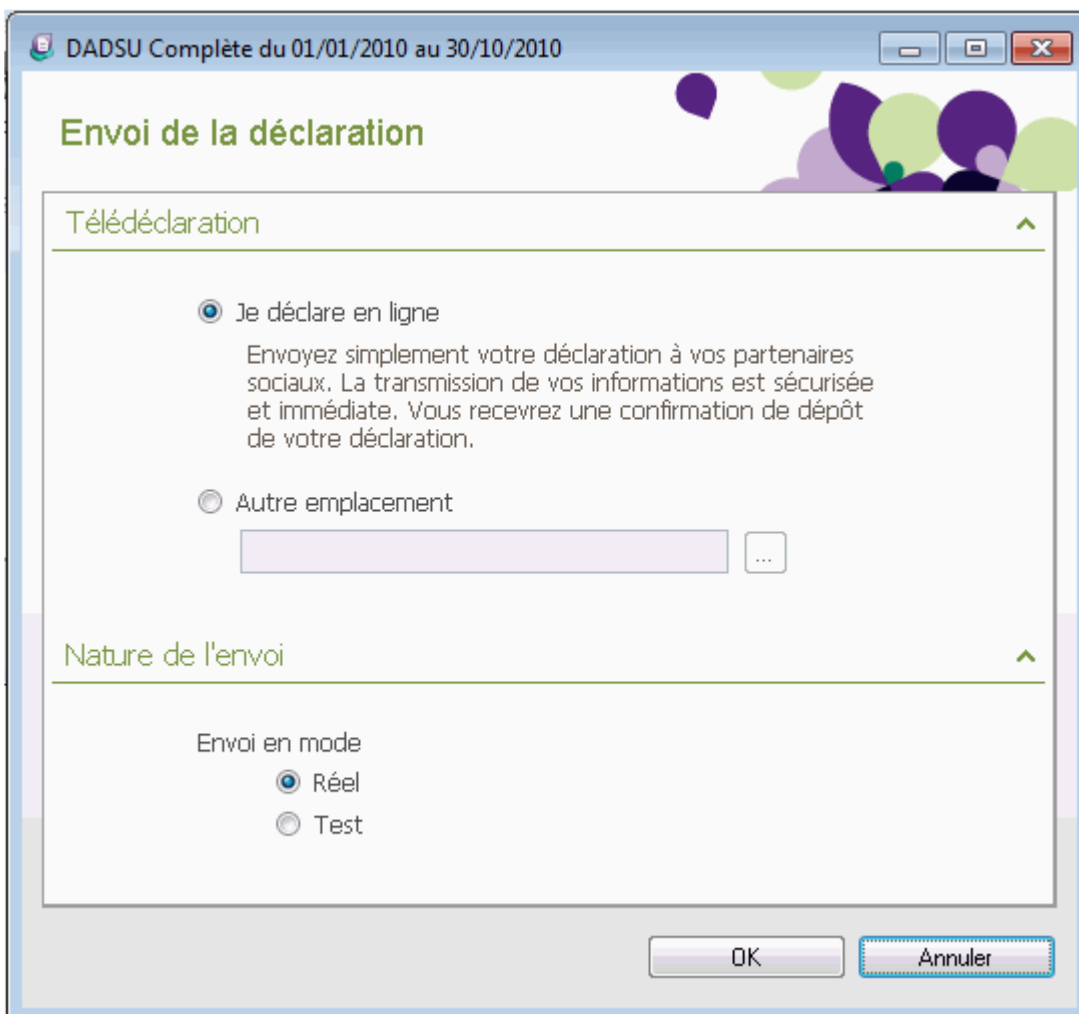 DADSU Complète du 01/01/2010 au 30/10/2010
Envoi de la déclaration
Télédéclaration
Je déclare en ligne
Envoyez simplement votre déclaration à vos partenaires
sociaux. La transmission de vos informations est sécurisée
et immédiate. Vous recevrez une confirmation de dépôt
de votre déclaration.
Autre emplacement
...
Nature de l'envoi
Envoi en mode
Réel
Test
OK
Annuler